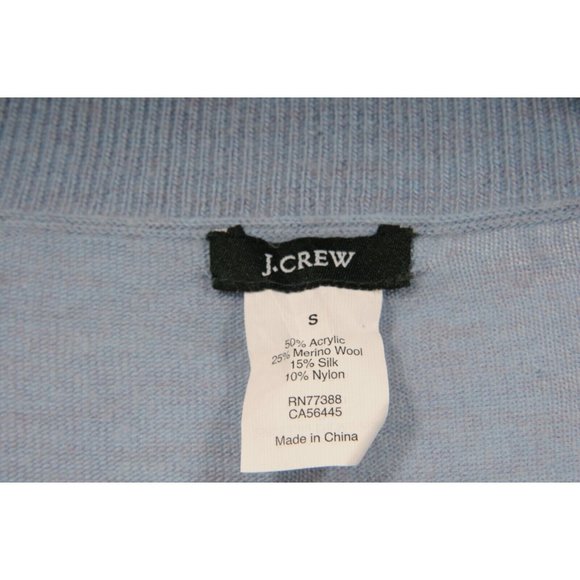 J.CREW
S
50% Acrylic
25% Merino Wool
15% Silk
10% Nylon
RN77388
CA56445
Made in China